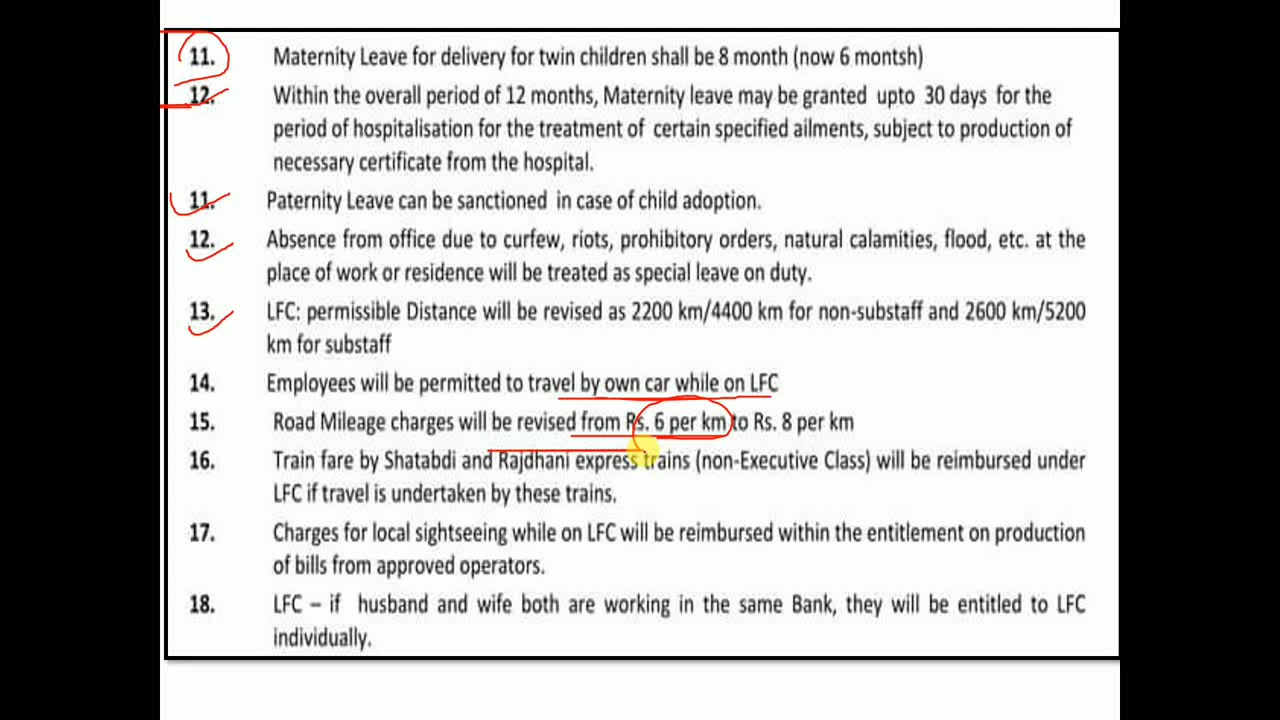 11. Maternity Leave for delivery for twin children shall be 8 month (now 6 montsh)
12. Within the overall period of 12 months, Maternity leave may be granted upto 30 days for the
period of hospitalisation for the treatment of certain specified ailments, subject to production of
necessary certificate from the hospital.
11. Paternity Leave can be sanctioned in case of child adoption.
12. Absence from office due to curfew, riots, prohibitory orders, natural calamities, flood, etc. at the
place of work or residence will be treated as special leave on duty.
13. LFC: permissible Distance will be revised as 2200 km/4400 km for non-substaff and 2600 km/5200
km for substaff
14. Employees will be permitted to travel by own car while on LFC
15. Road Mileage charges will be revised from Rs. 6 per km to Rs. 8 per km
16. Train fare by Shatabdi and Rajdhani express trains (non-Executive Class) will be reimbursed under
LFC if travel is undertaken by these trains.
17. Charges for local sightseeing while on LFC will be reimbursed within the entitlement on production
of bills from approved operators.
18. LFC – if husband and wife both are working in the same Bank, they will be entitled to LFC
individually.